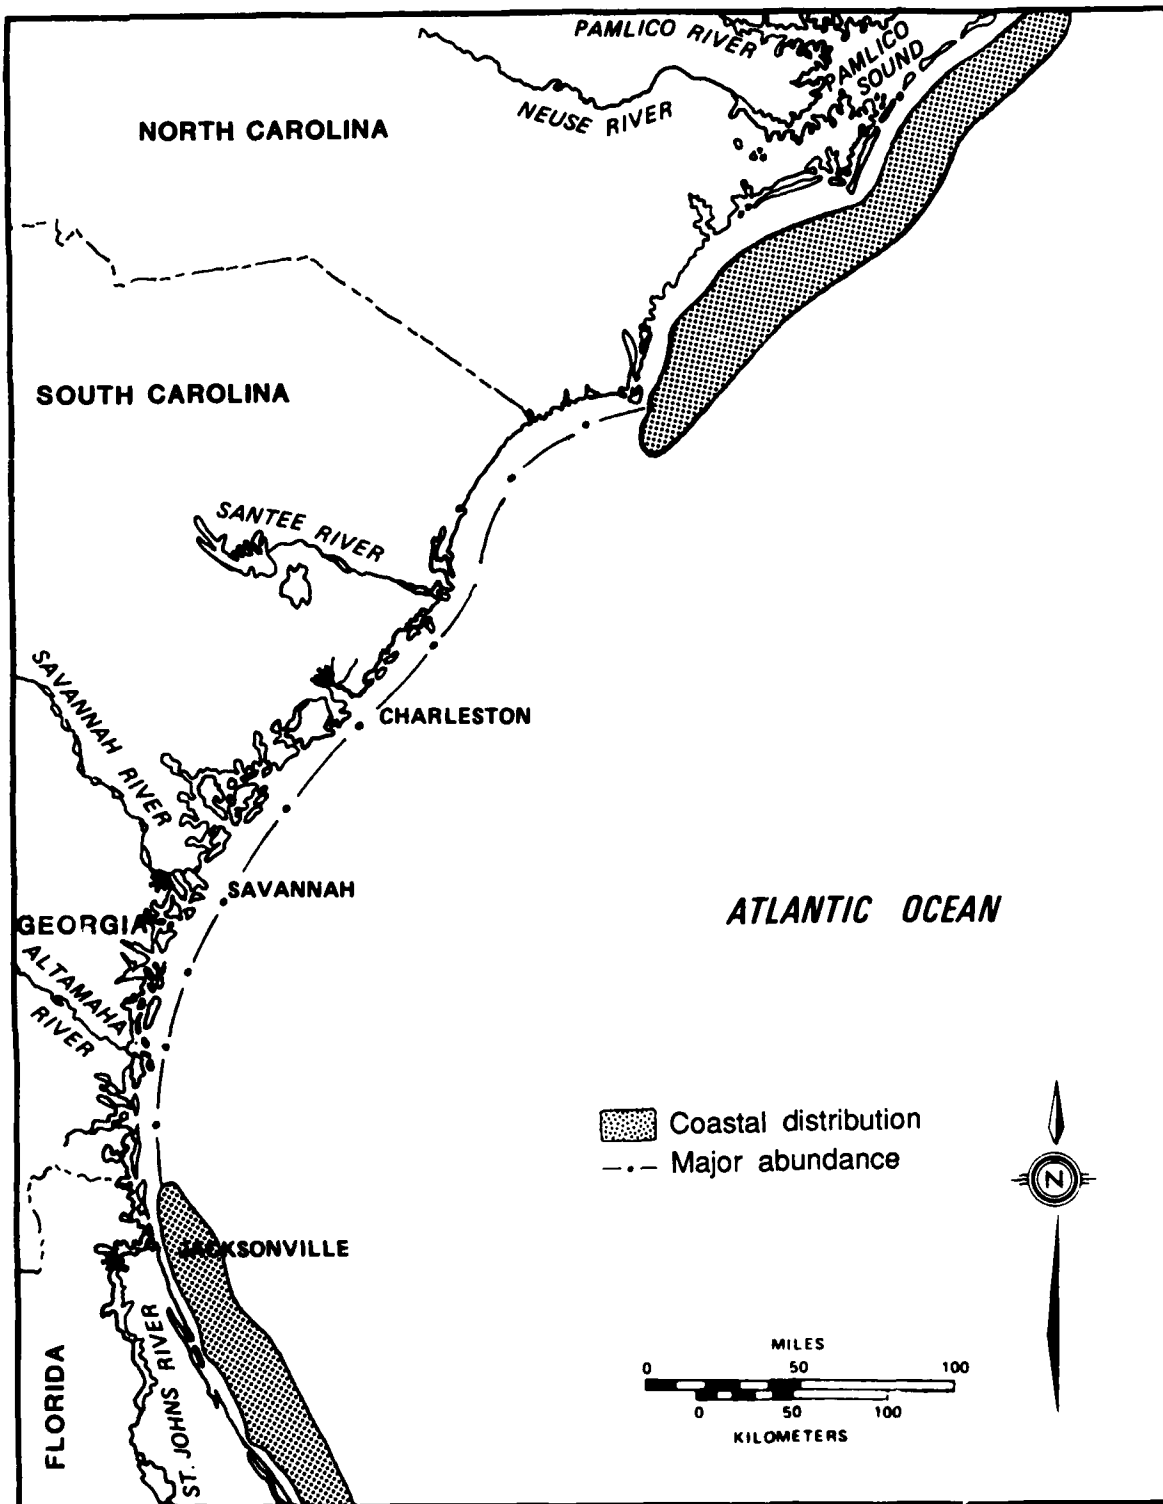 PAMLICO RIVER
PAMLICO
SOUND
NEUSE RIVER
NORTH CAROLINA
SOUTH CAROLINA
SANTEE RIVER
SAVANNAH RIVER
CHARLESTON
SAVANNAH
GEORGIA
ATLANTIC OCEAN
ALTAMAHA
RIVER
Coastal distribution
Major abundance
N
JACKSONVILLE
FLORIDA
ST. JOHNS RIVER
MILES
0 50 100
0 50 100
KILOMETERS